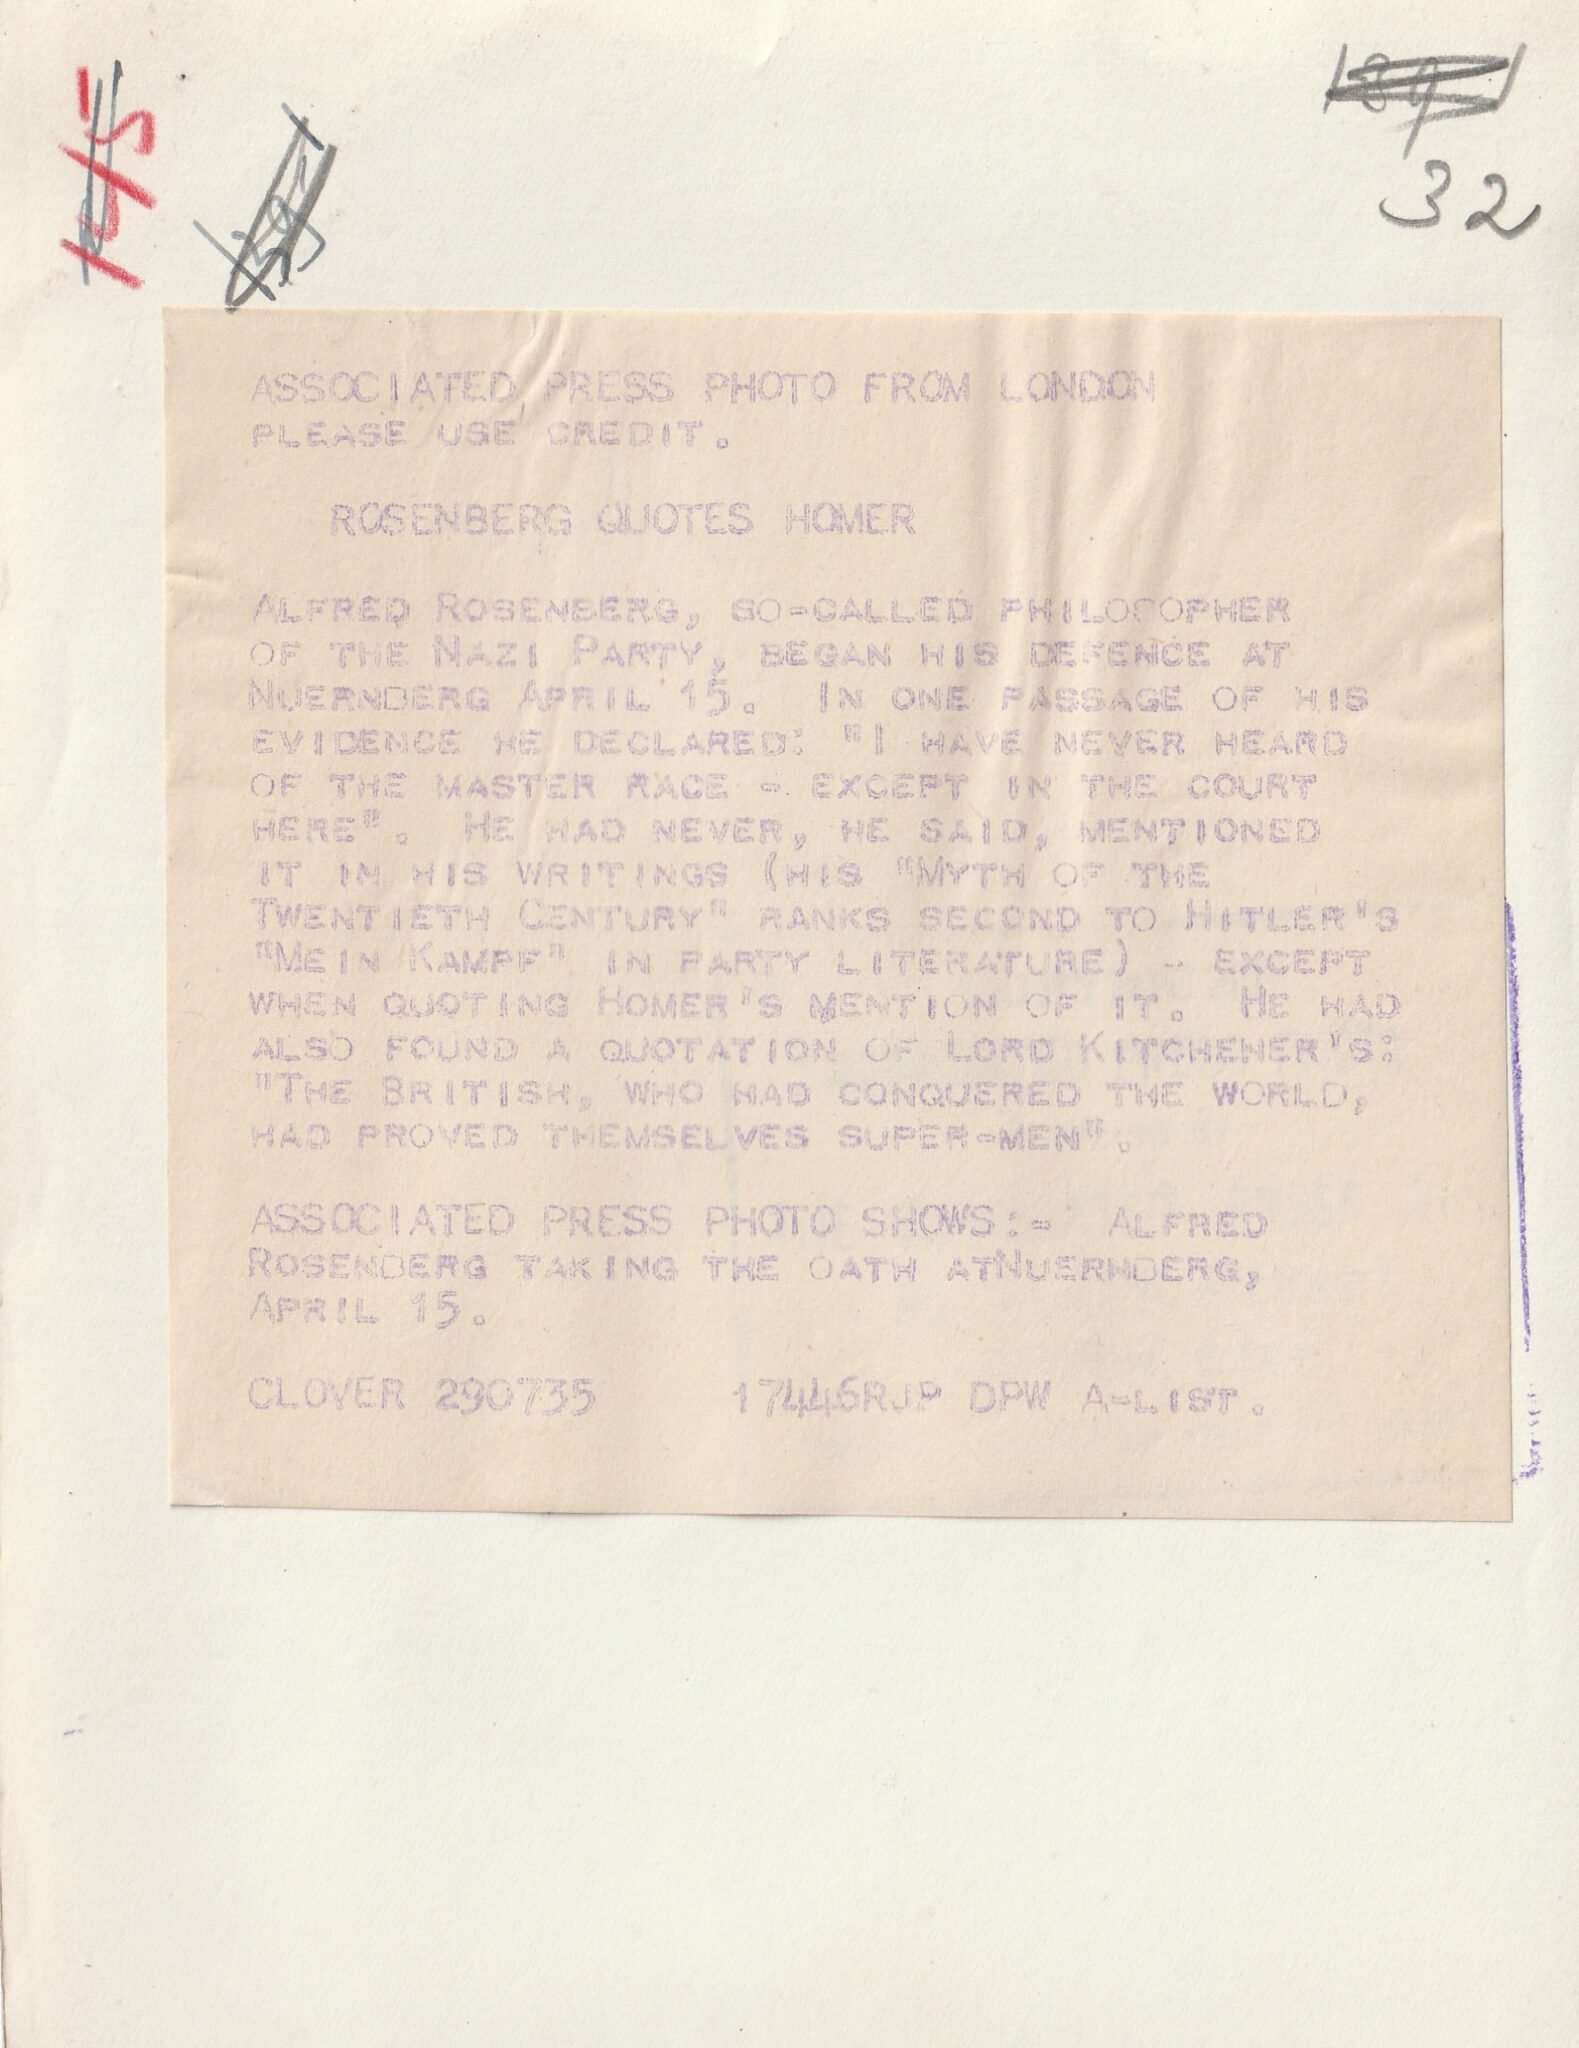 32
ASSOCIATED PRESS PHOTO FROM LONDON
PLEASE USE CREDIT.
ROSENBERG QUOTES HOMER
ALFRED ROSENBERG, SO-CALLED PHILOSOPHER
OF THE NAZI PARTY, BEGAN HIS DEFENCE AT
NUERNBERG APRIL 15. IN ONE PASSAGE OF HIS
EVIDENCE HE DECLARED: "I HAVE NEVER HEARD
OF THE MASTER RACE - EXCEPT IN THE COURT
HERE". HE HAD NEVER, HE SAID, MENTIONED
IT IN HIS WRITINGS (HIS "MYTH OF THE
TWENTIETH CENTURY" RANKS SECOND TO HITLER'S
"MEIN KAMPF" IN PARTY LITERATURE) - EXCEPT
WHEN QUOTING HOMER'S MENTION OF IT. HE HAD
ALSO FOUND A QUOTATION OF LORD KITCHENER'S:
"THE BRITISH, WHO HAD CONQUERED THE WORLD,
HAD PROVED THEMSELVES SUPER-MEN".
ASSOCIATED PRESS PHOTO SHOWS:- ALFRED
ROSENBERG TAKING THE OATH ATNUERNBERG,
APRIL 15.
CLOVER 290735 17446RJP DPW A-LIST.